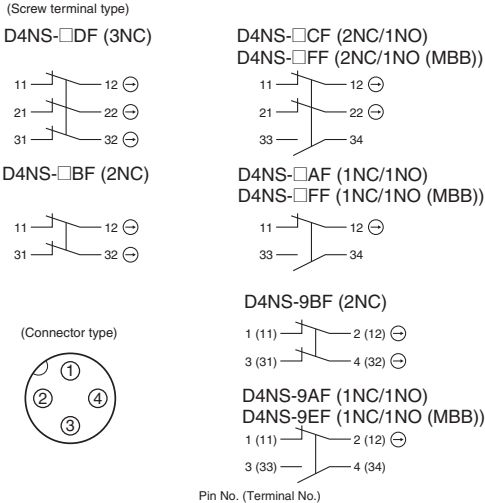 (Screw terminal type)
D4NS-□DF (3NC)
11 12
21 22
31 32
D4NS-□BF (2NC)
11 12
31 32
(Connector type)
1
2 4
3
D4NS-□CF (2NC/1NO)
D4NS-□FF (2NC/1NO (MBB))
11 12
21 22
33 34
D4NS-□AF (1NC/1NO)
D4NS-□FF (1NC/1NO (MBB))
11 12
33 34
D4NS-9BF (2NC)
1 (11) 2 (12)
3 (31) 4 (32)
D4NS-9AF (1NC/1NO)
D4NS-9EF (1NC/1NO (MBB))
1 (11) 2 (12)
3 (33) 4 (34)
Pin No. (Terminal No.)